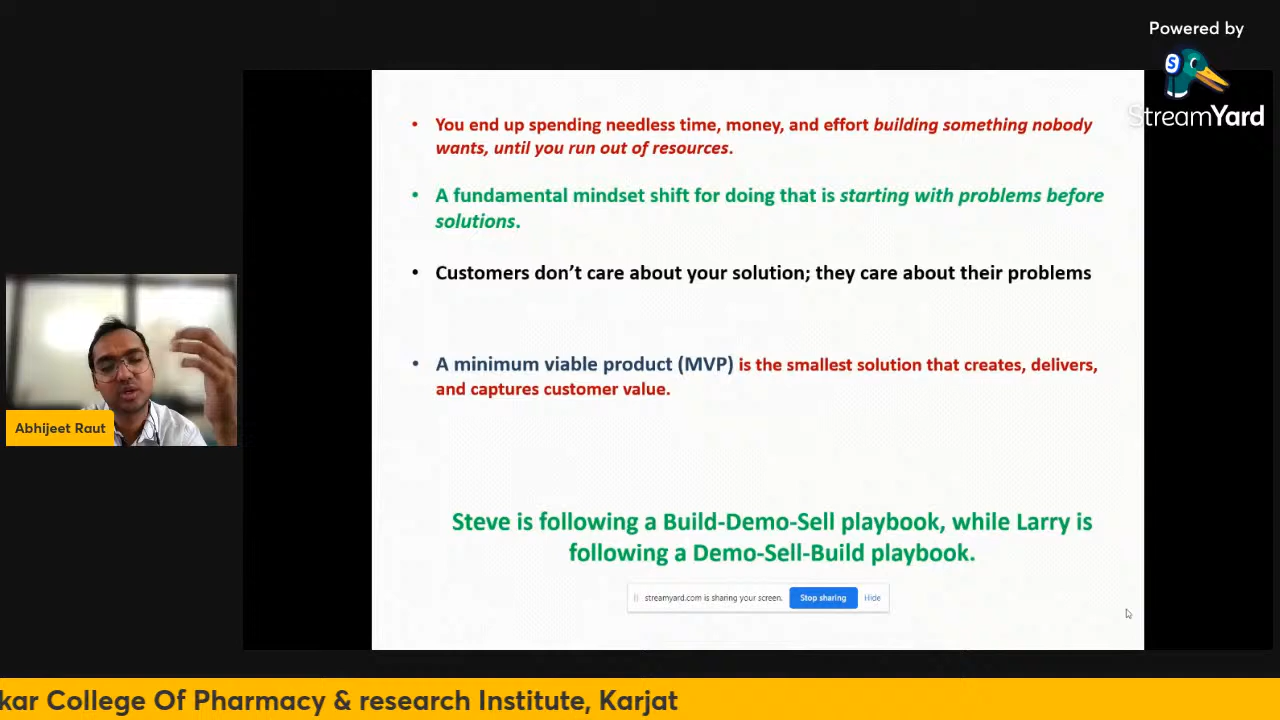 Powered by
StreamYard
• You end up spending needless time, money, and effort building something nobody
wants, until you run out of resources.
• A fundamental mindset shift for doing that is starting with problems before
solutions.
• Customers don’t care about your solution; they care about their problems
• A minimum viable product (MVP) is the smallest solution that creates, delivers,
and captures customer value.
Abhijeet Raut
Steve is following a Build-Demo-Sell playbook, while Larry is
following a Demo-Sell-Build playbook.
streamyard.com is sharing your screen. Stop sharing Hide
kar College Of Pharmacy & research Institute, Karjat